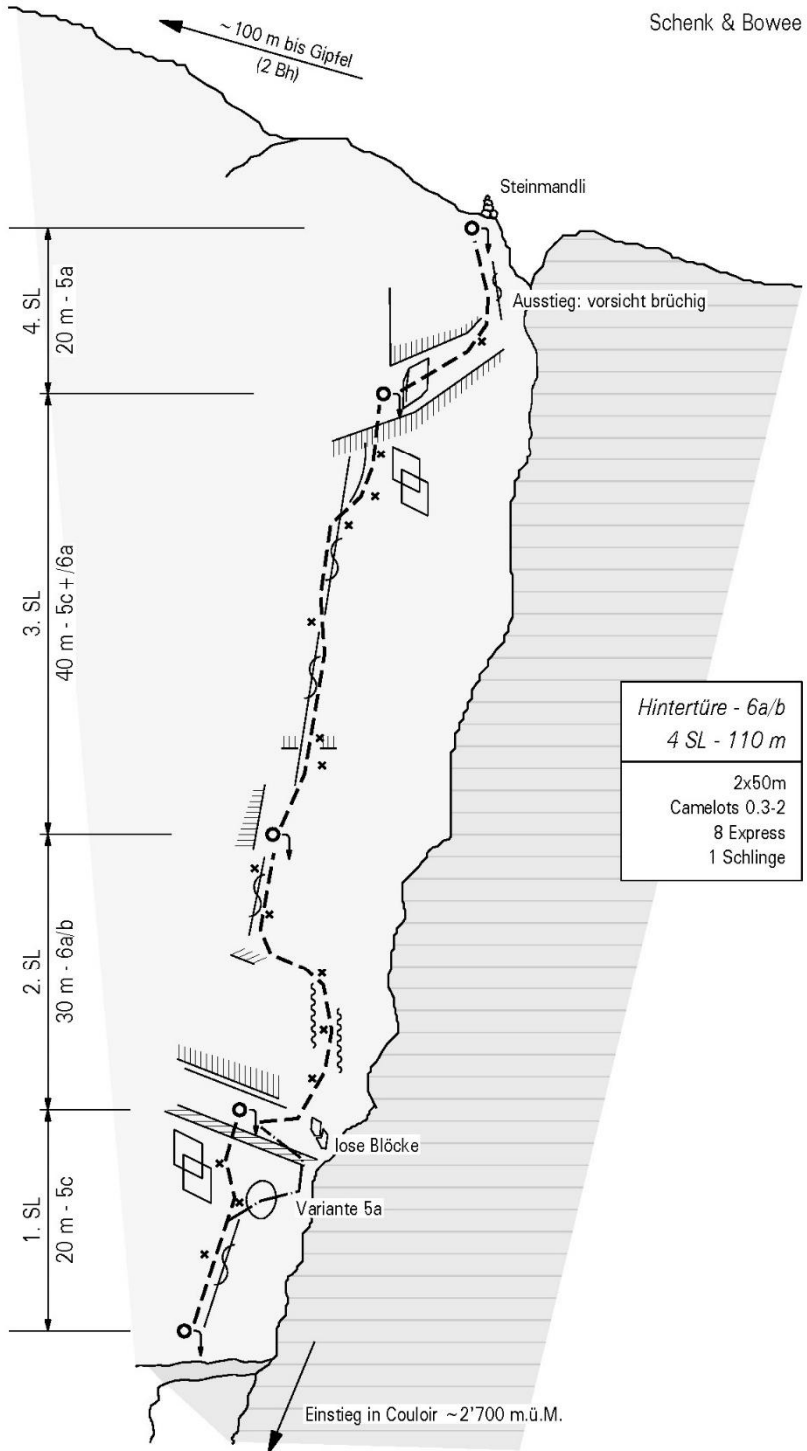 Schenk & Bowee
~100 m bis Gipfel
(2 Bh)
Steinmandli
Ausstieg: vorsicht brüchig
4. SL
20 m - 5a
3. SL
40 m - 5c+/6a
Hintertüre - 6a/b
4 SL - 110 m
2x50m
Camelots 0.3-2
8 Express
1 Schlinge
2. SL
30 m - 6a/b
lose Blöcke
Variante 5a
1. SL
20 m - 5c
Einstieg in Couloir ~2'700 m.ü.M.